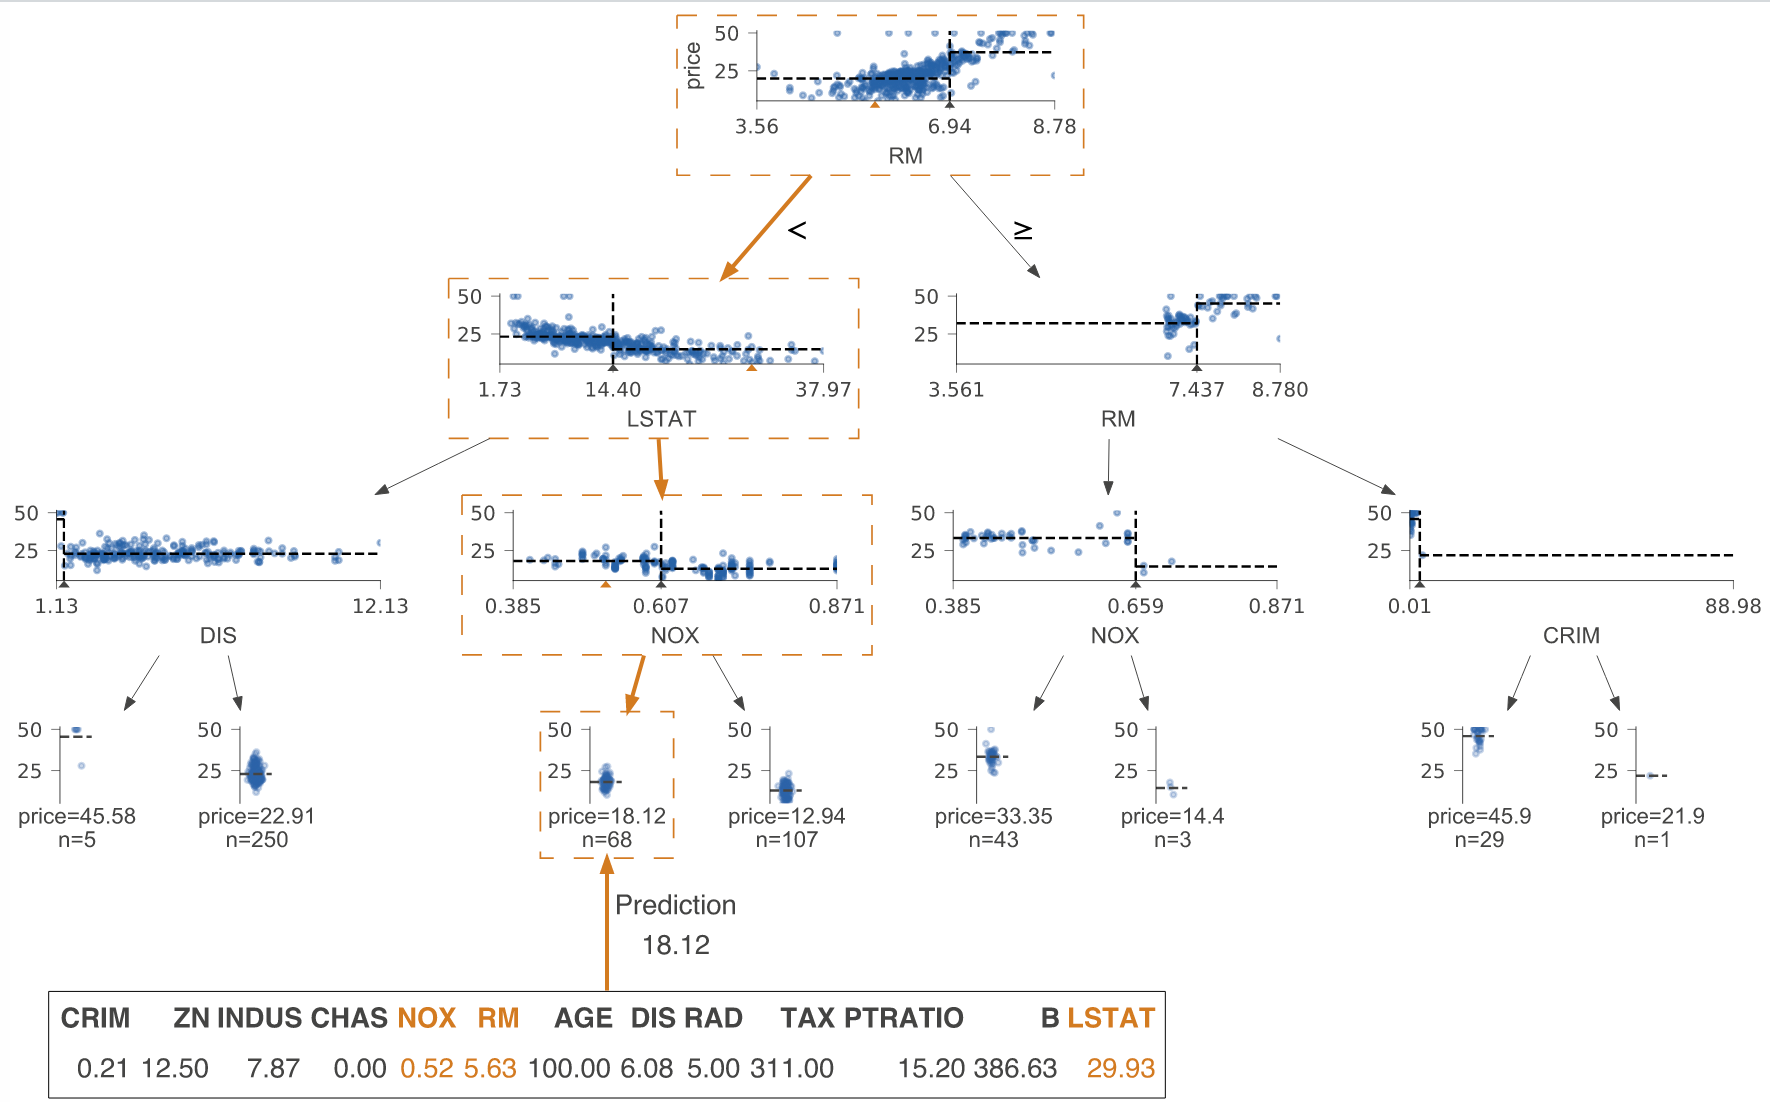 price
50
25
3.56 6.94 8.78
RM
< ≥
50
25
1.73 14.40 37.97
LSTAT
50
25
3.561 7.437 8.780
RM
50
25
1.13 12.13
DIS
50
25
0.385 0.607 0.871
NOX
50
25
0.385 0.659 0.871
NOX
50
25
0.01 88.98
CRIM
50
25
price=45.58
n=5
50
25
price=22.91
n=250
50
25
price=18.12
n=68
50
25
price=12.94
n=107
50
25
price=33.35
n=43
50
25
price=14.4
n=3
50
25
price=45.9
n=29
50
25
price=21.9
n=1
Prediction
18.12
CRIM ZN INDUS CHAS NOX RM AGE DIS RAD TAX PTRATIO B LSTAT
0.21 12.50 7.87 0.00 0.52 5.63 100.00 6.08 5.00 311.00 15.20 386.63 29.93